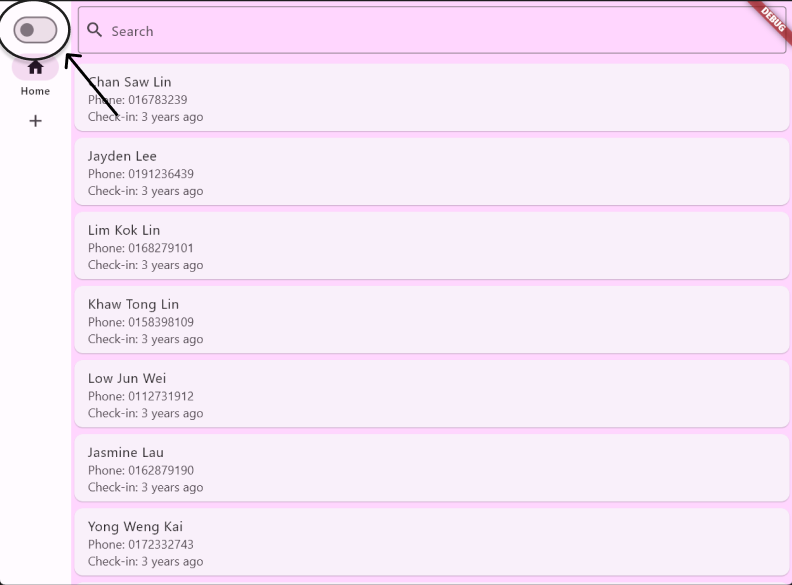 Search
DEBUG
Home
+
Chan Saw Lin
Phone: 016783239
Check-in: 3 years ago
Jayden Lee
Phone: 0191236439
Check-in: 3 years ago
Lim Kok Lin
Phone: 0168279101
Check-in: 3 years ago
Khaw Tong Lin
Phone: 0158398109
Check-in: 3 years ago
Low Jun Wei
Phone: 0112731912
Check-in: 3 years ago
Jasmine Lau
Phone: 0162879190
Check-in: 3 years ago
Yong Weng Kai
Phone: 0172332743
Check-in: 3 years ago